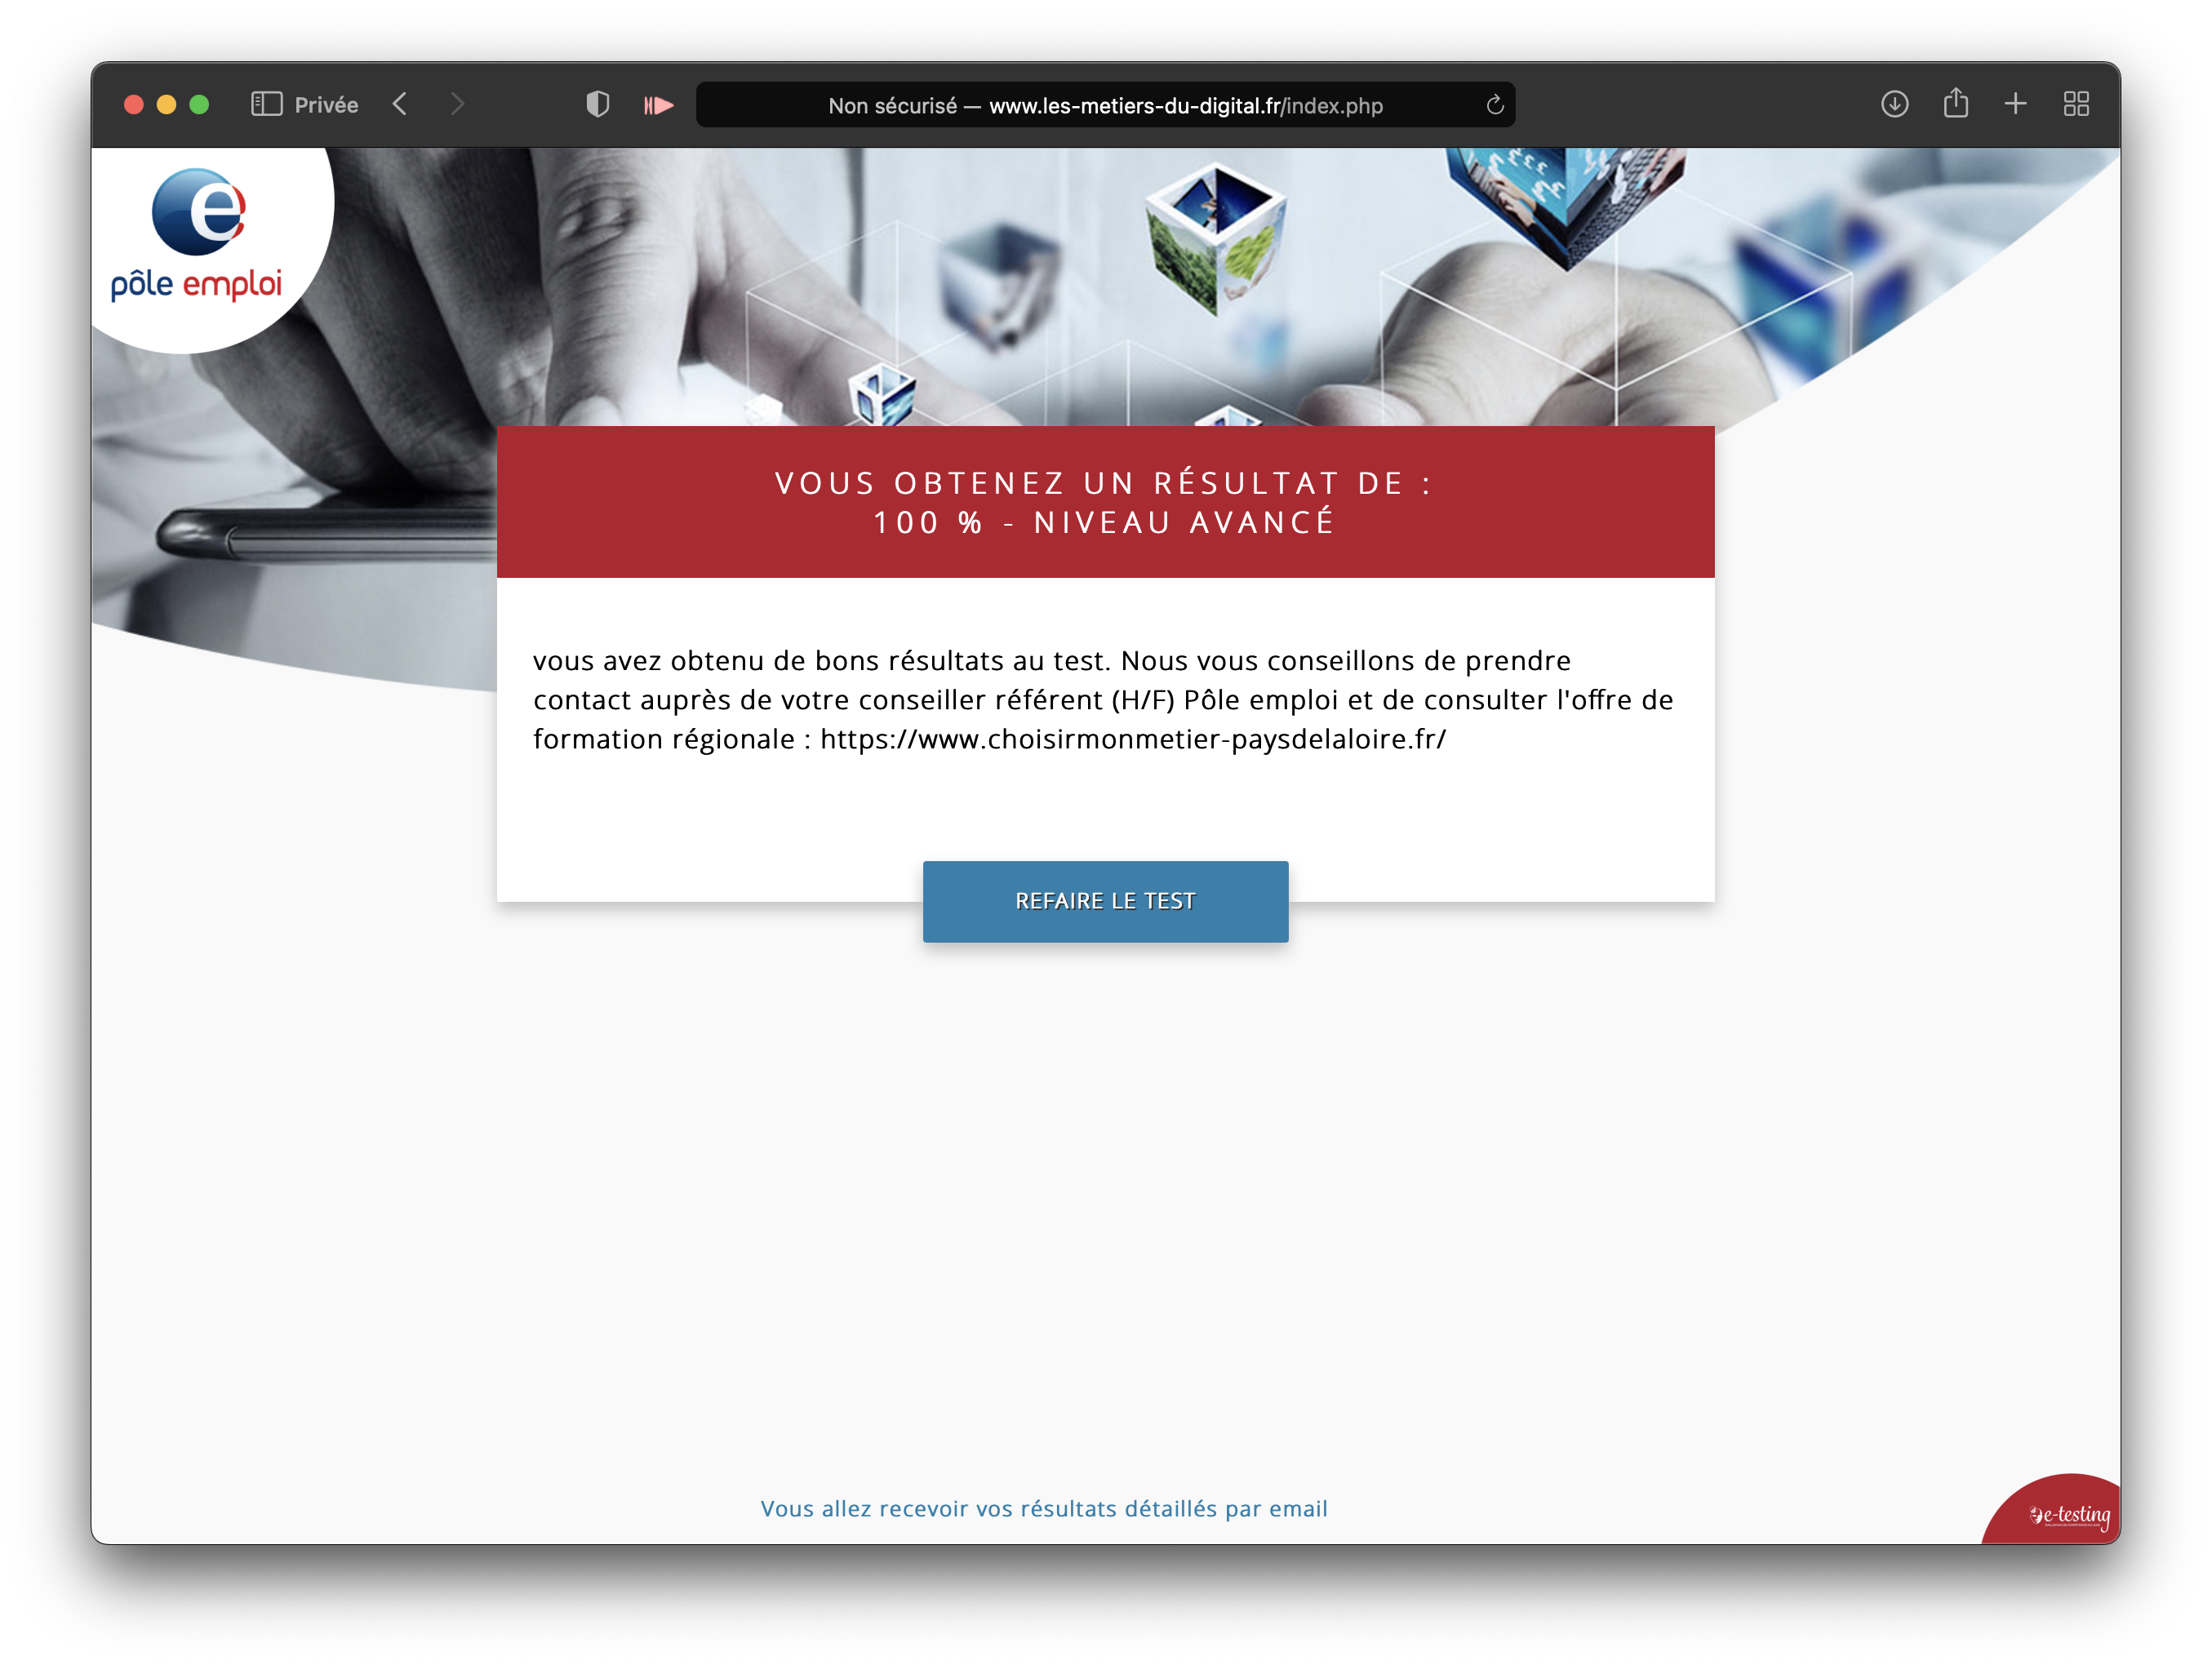 Privée
Non sécurisé — www.les-metiers-du-digital.fr/index.php
pôle emploi
VOUS OBTENEZ UN RÉSULTAT DE :
100 % - NIVEAU AVANCÉ
vous avez obtenu de bons résultats au test. Nous vous conseillons de prendre
contact auprès de votre conseiller référent (H/F) Pôle emploi et de consulter l'offre de
formation régionale : https://www.choisirmonmetier-paysdelaloire.fr/
REFAIRE LE TEST
Vous allez recevoir vos résultats détaillés par email
e-testing